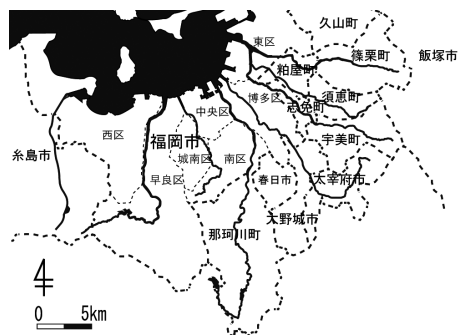 久山町
東区
篠栗町
飯塚市
粕屋町
須恵町
博多区
志免町
中央区
西区
福岡市
宇美町
糸島市
城南区
南区
早良区
春日市
太宰府市
大野城市
那珂川町
0 5km